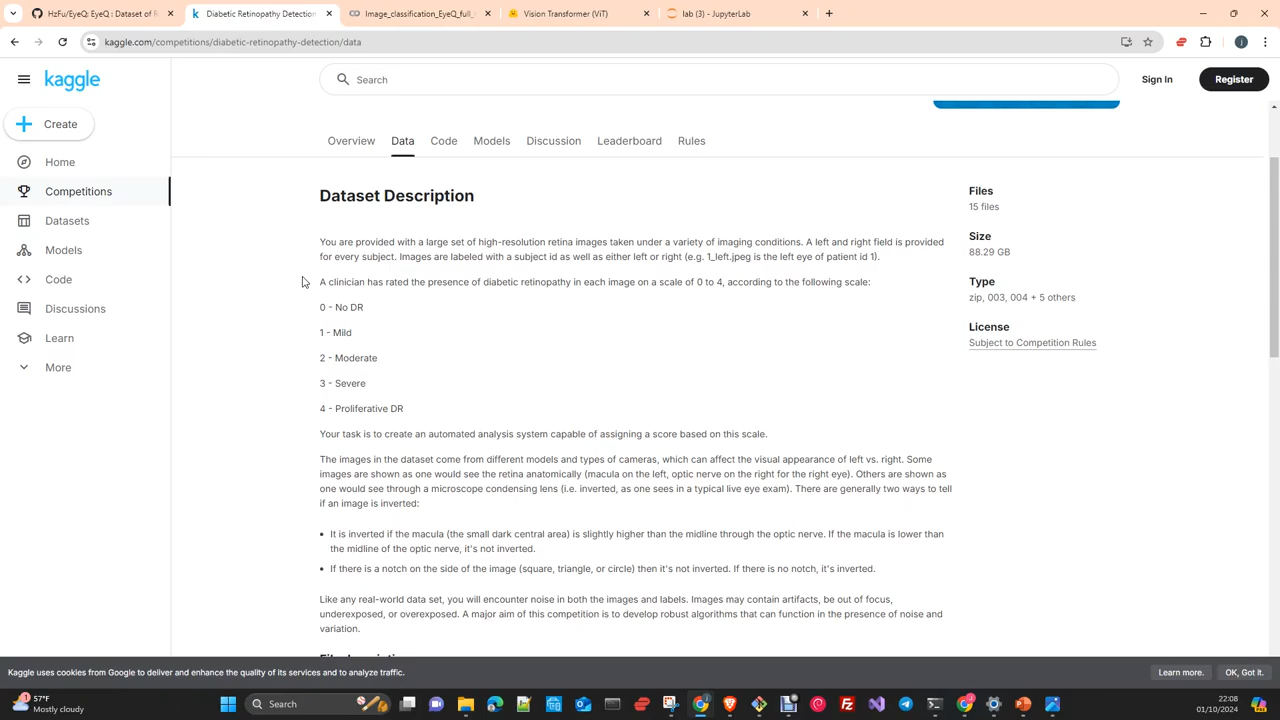 HzFu/EyeQ: EyeQ : Dataset of R
Diabetic Retinopathy Detection
Image_classification_EyeQ_full_
Vision Transformer (ViT)
lab (3) - JupyterLab
kaggle.com/competitions/diabetic-retinopathy-detection/data
kaggle
Search
Sign In
Register
Create
Home
Competitions
Datasets
Models
Code
Discussions
Learn
More
Overview
Data
Code
Models
Discussion
Leaderboard
Rules
Dataset Description
You are provided with a large set of high-resolution retina images taken under a variety of imaging conditions. A left and right field is provided
for every subject. Images are labeled with a subject id as well as either left or right (e.g. 1_left.jpeg is the left eye of patient id 1).
A clinician has rated the presence of diabetic retinopathy in each image on a scale of 0 to 4, according to the following scale:
0 - No DR
1 - Mild
2 - Moderate
3 - Severe
4 - Proliferative DR
Your task is to create an automated analysis system capable of assigning a score based on this scale.
The images in the dataset come from different models and types of cameras, which can affect the visual appearance of left vs. right. Some
images are shown as one would see the retina anatomically (macula on the left, optic nerve on the right for the right eye). Others are shown as
one would see through a microscope condensing lens (i.e. inverted, as one sees in a typical live eye exam). There are generally two ways to tell
if an image is inverted:
• It is inverted if the macula (the small dark central area) is slightly higher than the midline through the optic nerve. If the macula is lower than
the midline of the optic nerve, it's not inverted.
• If there is a notch on the side of the image (square, triangle, or circle) then it's not inverted. If there is no notch, it's inverted.
Like any real-world data set, you will encounter noise in both the images and labels. Images may contain artifacts, be out of focus,
underexposed, or overexposed. A major aim of this competition is to develop robust algorithms that can function in the presence of noise and
variation.
Files
15 files
Size
88.29 GB
Type
zip, 003, 004 + 5 others
License
Subject to Competition Rules
Kaggle uses cookies from Google to deliver and enhance the quality of its services and to analyze traffic.
Learn more.
OK, Got it.
57°F
Mostly cloudy
Search
22:08
01/10/2024